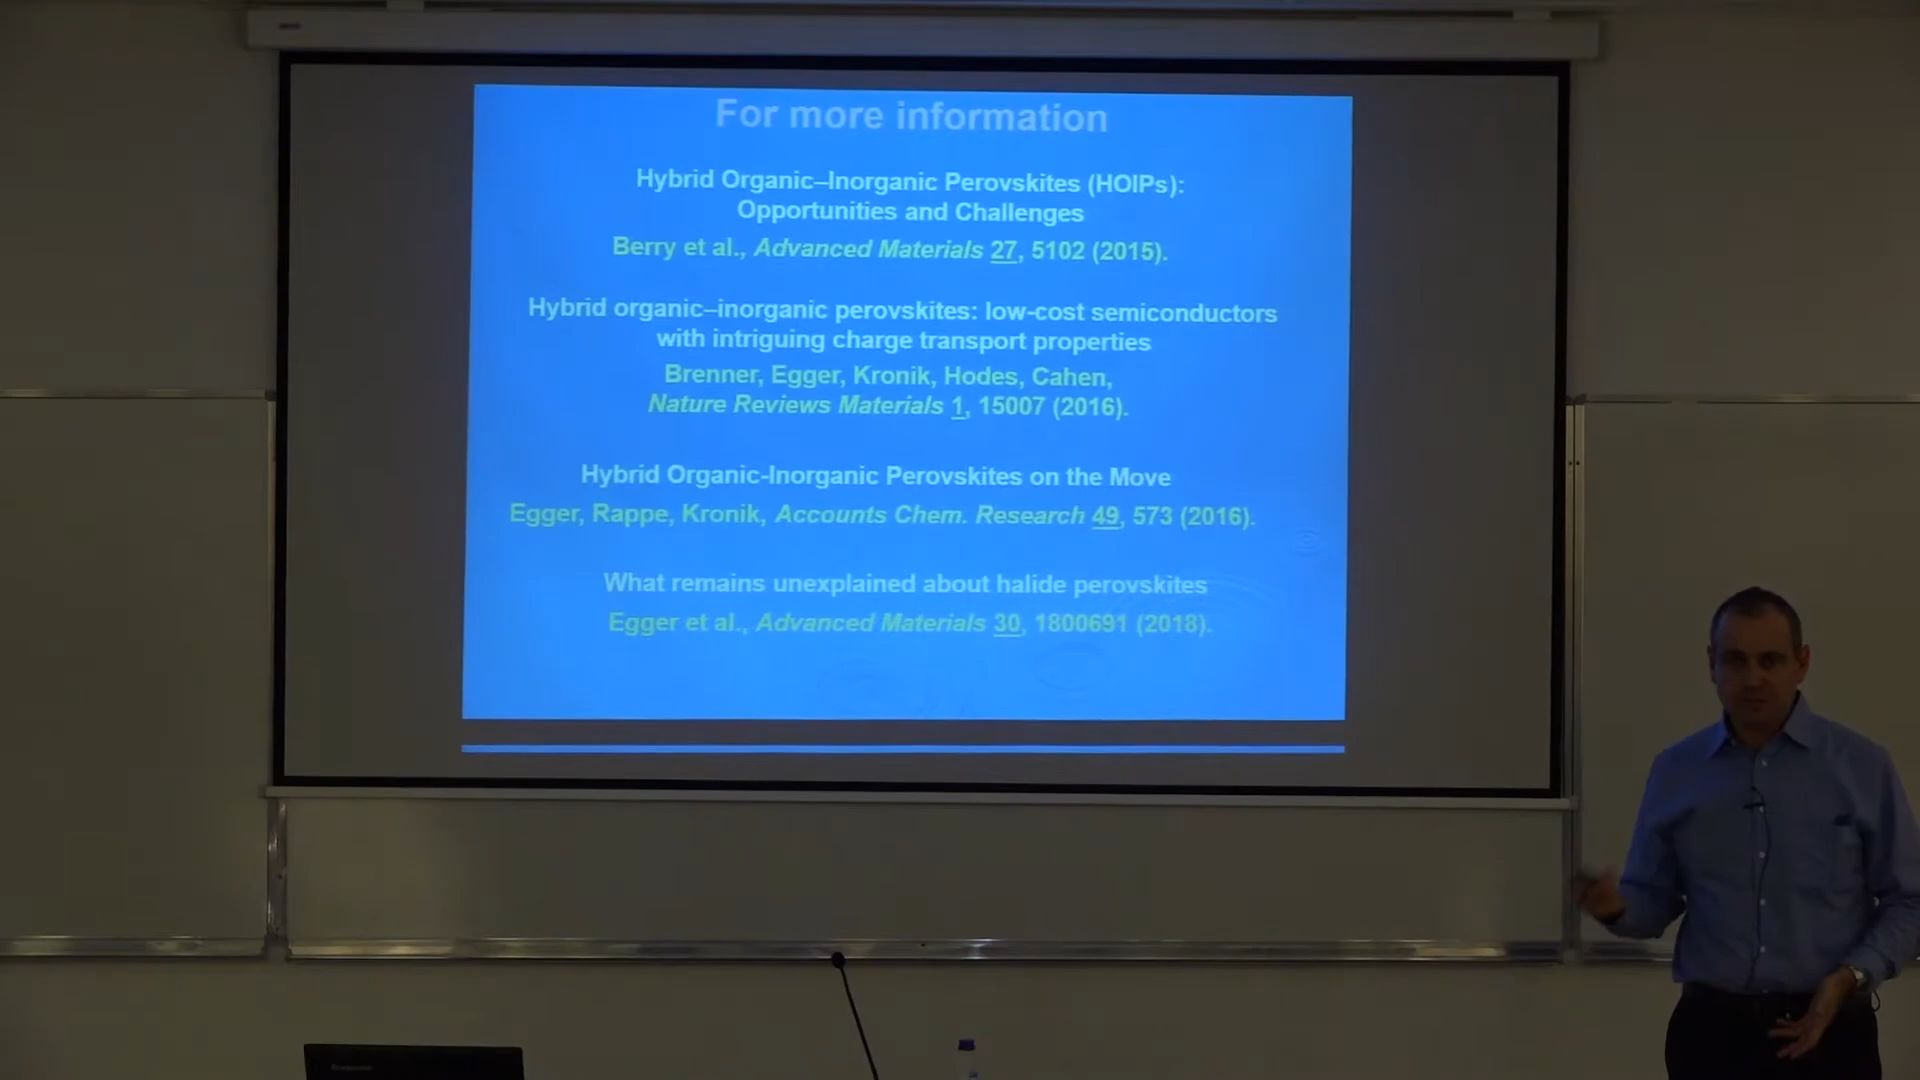 For more information
Hybrid Organic–Inorganic Perovskites (HOIPs):
Opportunities and Challenges
Berry et al., Advanced Materials 27, 5102 (2015).
Hybrid organic–inorganic perovskites: low-cost semiconductors
with intriguing charge transport properties
Brenner, Egger, Kronik, Hodes, Cahen,
Nature Reviews Materials 1, 15007 (2016).
Hybrid Organic-Inorganic Perovskites on the Move
Egger, Rappe, Kronik, Accounts Chem. Research 49, 573 (2016).
What remains unexplained about halide perovskites
Egger et al., Advanced Materials 30, 1800691 (2018).